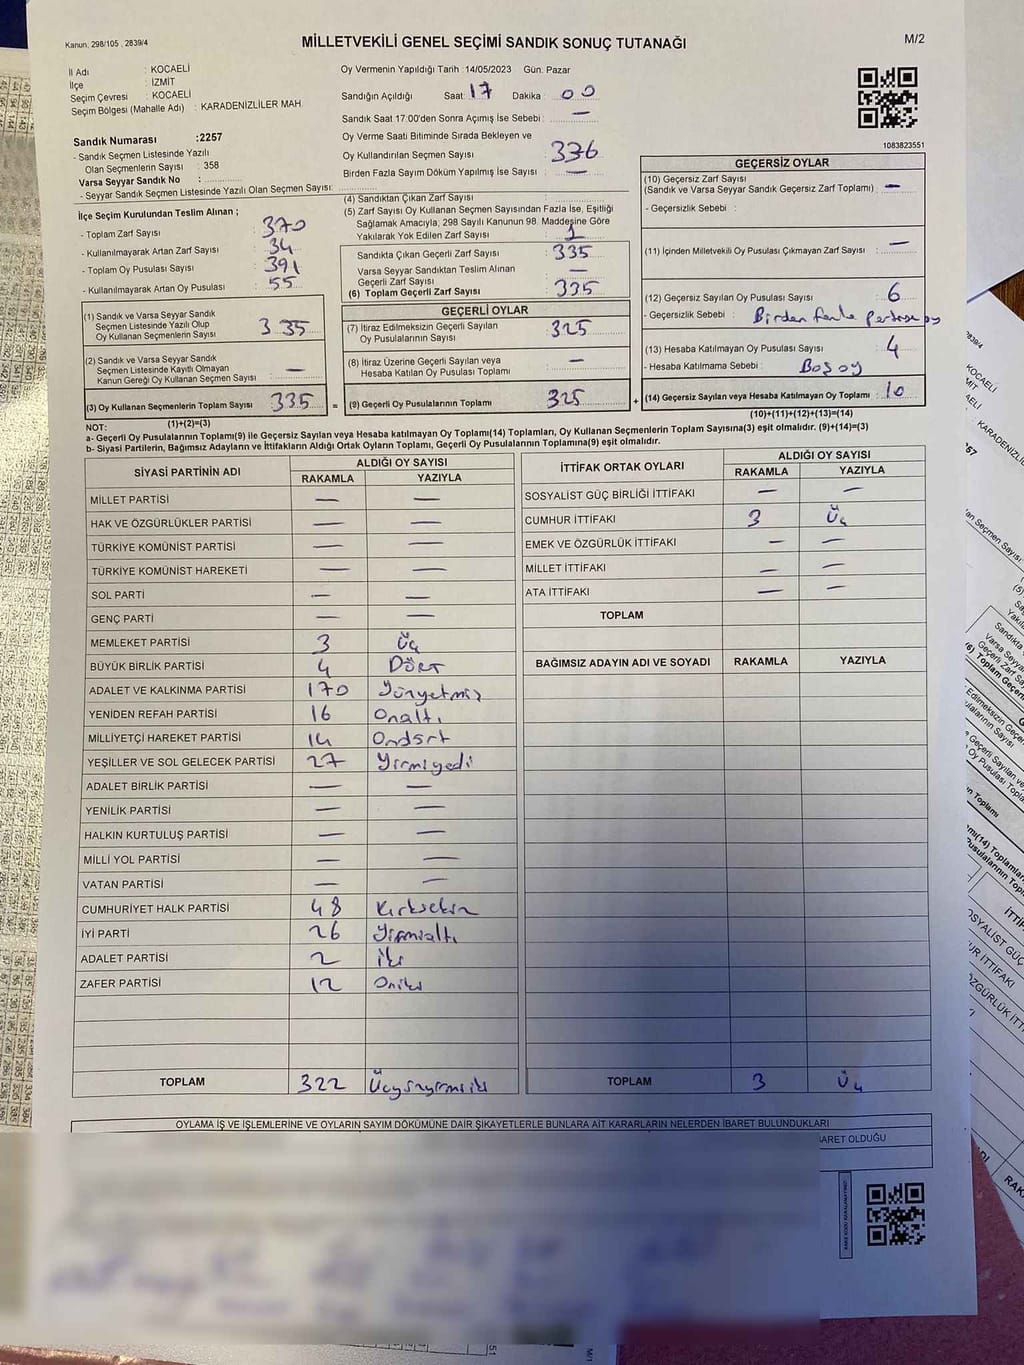 Kanun. 298/105 . 2839/4
MİLLETVEKİLİ GENEL SEÇİMİ SANDIK SONUÇ TUTANAĞI
M/2
İl Adı : KOCAELİ
İlçe : İZMİT
Seçim Çevresi : KOCAELİ
Seçim Bölgesi (Mahalle Adı) : KARADENİZLİLER MAH.
Oy Vermenin Yapıldığı Tarih : 14/05/2023 Gün: Pazar
Sandığın Açıldığı Saat: 17 Dakika : 00
Sandık Saat 17:00'den Sonra Açımış İse Sebebi : —
Oy Verme Saati Bitiminde Sırada Bekleyen ve
Oy Kullandırılan Seçmen Sayısı : 336
Birden Fazla Sayım Döküm Yapılmış İse Sayısı : —
1083823551
Sandık Numarası :2257
- Sandık Seçmen Listesinde Yazılı
Olan Seçmenlerin Sayısı : 358
Varsa Seyyar Sandık No :
- Seyyar Sandık Seçmen Listesinde Yazılı Olan Seçmen Sayısı:
İlçe Seçim Kurulundan Teslim Alınan ;
- Toplam Zarf Sayısı : 370
- Kullanılmayarak Artan Zarf Sayısı : 34
- Toplam Oy Pusulası Sayısı : 391
- Kullanılmayarak Artan Oy Pusulası : 55
(4) Sandıktan Çıkan Zarf Sayısı :
(5) Zarf Sayısı Oy Kullanan Seçmen Sayısından Fazla İse, Eşitliği
Sağlamak Amacıyla; 298 Sayılı Kanunun 98. Maddesine Göre
Yakılarak Yok Edilen Zarf Sayısı : 1
Sandıkta Çıkan Geçerli Zarf Sayısı : 335
Varsa Seyyar Sandıktan Teslim Alınan
Geçerli Zarf Sayısı : —
(6) Toplam Geçerli Zarf Sayısı : 335
GEÇERSİZ OYLAR
(10) Geçersiz Zarf Sayısı
(Sandık ve Varsa Seyyar Sandık Geçersiz Zarf Toplamı) : —
- Geçersizlik Sebebi :
(11) İçinden Milletvekili Oy Pusulası Çıkmayan Zarf Sayısı : —
(12) Geçersiz Sayılan Oy Pusulası Sayısı : 6
- Geçersizlik Sebebi : Birden fazla partiye oy
(13) Hesaba Katılmayan Oy Pusulası Sayısı : 4
- Hesaba Katılmama Sebebi : Boş oy
(14) Geçersiz Sayılan veya Hesaba Katılmayan Oy Toplamı : 10
(10)+(11)+(12)+(13)=(14)
(1) Sandık ve Varsa Seyyar Sandık
Seçmen Listesinde Yazılı Olup
Oy Kullanan Seçmenlerin Sayısı : 335
(2) Sandık ve Varsa Seyyar Sandık
Seçmen Listesinde Kayıtlı Olmayan
Kanun Gereği Oy Kullanan Seçmen Sayısı : —
(3) Oy Kullanan Seçmenlerin Toplam Sayısı : 335 =
(1)+(2)=(3)
GEÇERLİ OYLAR
(7) İtiraz Edilmeksizin Geçerli Sayılan
Oy Pusulalarının Sayısı : 325
(8) İtiraz Üzerine Geçerli Sayılan veya
Hesaba Katılan Oy Pusulası Toplamı : —
(9) Geçerli Oy Pusulalarının Toplamı : 325 +
NOT:
a- Geçerli Oy Pusulasının Toplamı(9) ile Geçersiz Sayılan veya Hesaba katılmayan Oy Toplamı(14) Toplamları, Oy Kullanan Seçmenlerin Toplam Sayısına(3) eşit olmalıdır. (9)+(14)=(3)
b- Siyasi Partilerin, Bağımsız Adayların ve İttifakların Aldığı Ortak Oyların Toplamı, Geçerli Oy Pusulalarının Toplamına(9) eşit olmalıdır.
SİYASİ PARTİNİN ADI ALDIĞI OY SAYISI
RAKAMLA YAZIYLA
MİLLET PARTİSİ — —
HAK VE ÖZGÜRLÜKLER PARTİSİ — —
TÜRKİYE KOMÜNİST PARTİSİ — —
TÜRKİYE KOMÜNİST HAREKETİ — —
SOL PARTİ — —
GENÇ PARTİ — —
MEMLEKET PARTİSİ 3 Üç
BÜYÜK BİRLİK PARTİSİ 4 Dört
ADALET VE KALKINMA PARTİSİ 170 Yüzyetmiş
YENİDEN REFAH PARTİSİ 16 Onaltı
MİLLİYETÇİ HAREKET PARTİSİ 14 Ondört
YEŞİLLER VE SOL GELECEK PARTİSİ 27 Yirmiyedi
ADALET BİRLİK PARTİSİ — —
YENİLİK PARTİSİ — —
HALKIN KURTULUŞ PARTİSİ — —
MİLLİ YOL PARTİSİ — —
VATAN PARTİSİ — —
CUMHURİYET HALK PARTİSİ 48 Kırksekiz
İYİ PARTİ 26 Yirmialtı
ADALET PARTİSİ 2 İki
ZAFER PARTİSİ 12 Oniki
TOPLAM 322 Üçyüzyirmiiki
İTTİFAK ORTAK OYLARI ALDIĞI OY SAYISI
RAKAMLA YAZIYLA
SOSYALİST GÜÇ BİRLİĞİ İTTİFAKI — —
CUMHUR İTTİFAKI 3 Üç
EMEK VE ÖZGÜRLÜK İTTİFAKI — —
MİLLET İTTİFAKI — —
ATA İTTİFAKI — —
TOPLAM
BAĞIMSIZ ADAYIN ADI VE SOYADI RAKAMLA YAZIYLA
TOPLAM 3 Üç
OYLAMA İŞ VE İŞLEMLERİNE VE OYLARIN SAYIM DÖKÜMÜNE DAİR ŞİKAYETLERLE BUNLARA AİT KARARLARIN NELERDEN İBARET BULUNDUKLARI
İBARET OLDUĞU